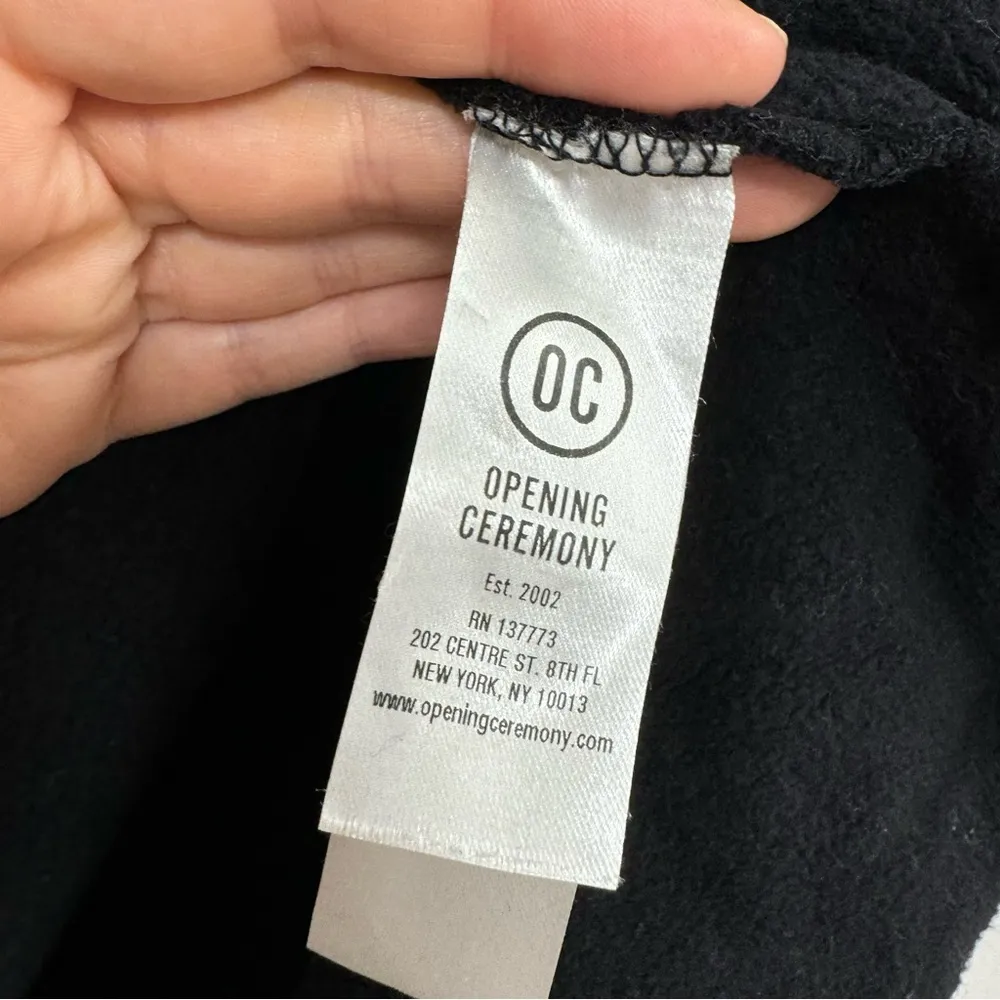 OC
OPENING
CEREMONY
Est. 2002
RN 137773
202 CENTRE ST. 8TH FL
NEW YORK, NY 10013
www.openingceremony.com